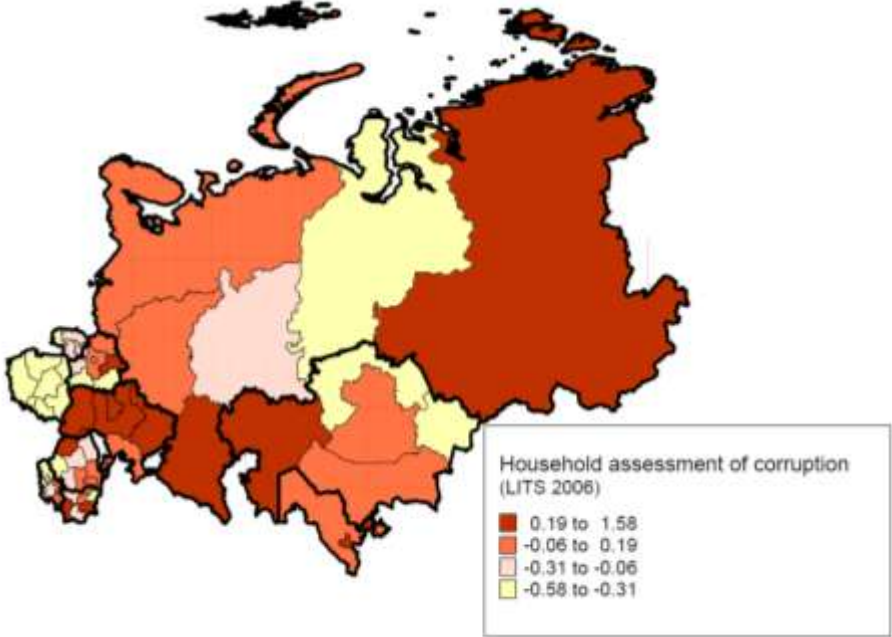 Household assessment of corruption
(LITS 2006)
0.19 to 1.58
-0.06 to 0.19
-0.31 to -0.06
-0.58 to -0.31